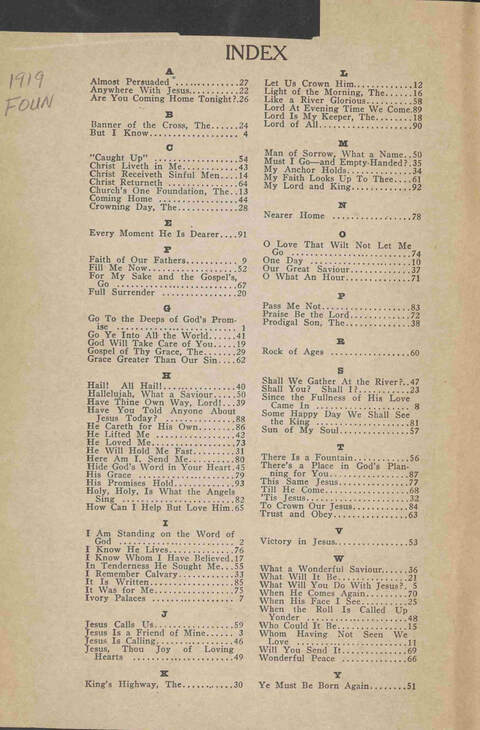 INDEX
1919
FOUN
A
Almost Persuaded .............27
Anywhere With Jesus..........22
Are You Coming Home Tonight?.26
B
Banner of the Cross, The......24
But I Know................... 4
C
"Caught Up" .................54
Christ Liveth in Me...........43
Christ Receiveth Sinful Men...14
Christ Returneth ..............64
Church's One Foundation, The..13
Coming Home .................44
Crowning Day, The............28
E
Every Moment He Is Dearer....91
F
Faith of Our Fathers.......... 9
Fill Me Now..................52
For My Sake and the Gospel's,
Go ........................67
Full Surrender ...............20
G
Go To the Deeps of God's Prom-
ise ........................ 1
Go Ye Into All the World......41
God Will Take Care of You....19
Gospel of Thy Grace, The......29
Grace Greater Than Our Sin....62
H
Hail! All Hail!...............40
Hallelujah, What a Saviour....50
Have Thine Own Way, Lord!...39
Have You Told Anyone About
Jesus Today? ..............88
He Careth for His Own........86
He Lifted Me .................42
He Loved Me..................73
He Will Hold Me Fast.........31
Here Am I, Send Me..........80
Hide God's Word in Your Heart.45
His Grace ....................79
His Promises Hold............93
Holy, Holy, Is What the Angels
Sing ......................82
How Can I Help But Love Him.65
I
I Am Standing on the Word of
God ........................ 2
I Know He Lives..............76
I Know Whom I Have Believed.17
In Tenderness He Sought Me...55
I Remember Calvary...........33
It Is Written.................85
It Was for Me................75
Ivory Palaces ................ 7
J
Jesus Calls Us................59
Jesus Is a Friend of Mine...... 3
Jesus Is Calling...............46
Jesus, Thou Joy of Loving
Hearts .....................49
K
King's Highway, The..........30
L
Let Us Crown Him............12
Light of the Morning, The.....16
Like a River Glorious.........58
Lord At Evening Time We Come.89
Lord Is My Keeper, The.......18
Lord of All...................90
M
Man of Sorrow, What a Name..50
Must I Go—and Empty-Handed?.35
My Anchor Holds.............34
My Faith Looks Up To Thee...61
My Lord and King............92
N
Nearer Home ................78
O
O Love That Wilt Not Let Me
Go ........................74
One Day .....................10
Our Great Saviour............37
O What An Hour.............71
P
Pass Me Not..................83
Praise Be the Lord............72
Prodigal Son, The.............38
R
Rock of Ages .................60
S
Shall We Gather At the River?..47
Shall You? Shall I?...........23
Since the Fullness of His Love
Came In ................... 8
Some Happy Day We Shall See
the King ...................81
Sun of My Soul...............57
T
There Is a Fountain...........56
There's a Place in God's Plan-
ning for You................87
This Same Jesus..............77
Till He Come.................68
'Tis Jesus....................32
To Crown Our Jesus..........84
Trust and Obey...............63
V
Victory in Jesus...............53
W
What a Wonderful Saviour.....36
What Will It Be..............21
What Will You Do With Jesus?. 5
When He Comes Again........70
When His Face I See..........25
When the Roll Is Called Up
Yonder ....................48
Who Could It Be.............15
Whom Having Not Seen We
Love ......................11
Will You Send It..............69
Wonderful Peace .............66
Y
Ye Must Be Born Again.......51